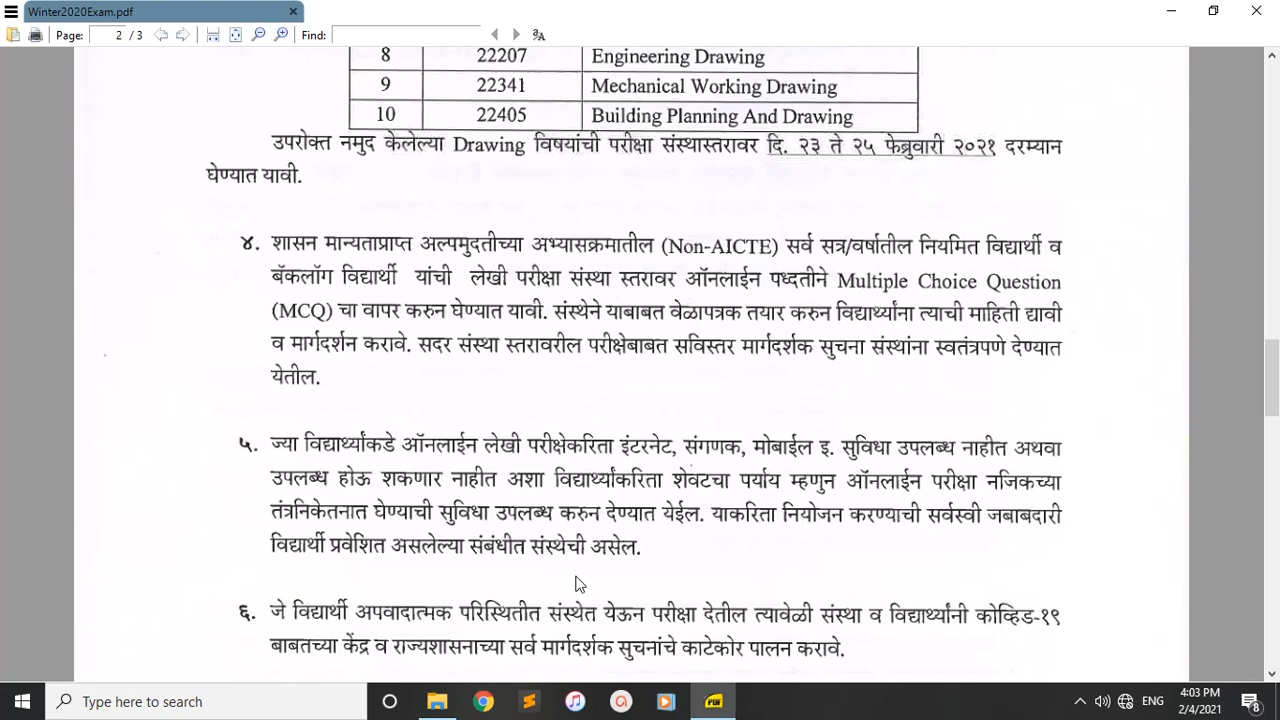 Winter2020Exam.pdf
Page: 2 / 3 Find:
8 22207 Engineering Drawing
9 22341 Mechanical Working Drawing
10 22405 Building Planning And Drawing
उपरोक्त नमुद केलेल्या Drawing विषयांची परीक्षा संस्थास्तरावर दि. २३ ते २५ फेब्रुवारी २०२१ दरम्यान
घेण्यात यावी.
४. शासन मान्यताप्राप्त अल्पमुदतीच्या अभ्यासक्रमातील (Non-AICTE) सर्व सत्र/वर्षातील नियमित विद्यार्थी व
बॅकलॉग विद्यार्थी यांची लेखी परीक्षा संस्था स्तरावर ऑनलाईन पध्दतीने Multiple Choice Question
(MCQ) चा वापर करुन घेण्यात यावी. संस्थेने याबाबत वेळापत्रक तयार करुन विद्यार्थ्यांना त्याची माहिती द्यावी
व मार्गदर्शन करावे. सदर संस्था स्तरावरील परीक्षेबाबत सविस्तर मार्गदर्शक सुचना संस्थांना स्वतंत्रपणे देण्यात
येतील.
५. ज्या विद्यार्थ्यांकडे ऑनलाईन लेखी परीक्षेकरिता इंटरनेट, संगणक, मोबाईल इ. सुविधा उपलब्ध नाहीत अथवा
उपलब्ध होऊ शकणार नाहीत अशा विद्यार्थ्यांकरिता शेवटचा पर्याय म्हणुन ऑनलाईन परीक्षा नजिकच्या
तंत्रनिकेतनात घेण्याची सुविधा उपलब्ध करुन देण्यात येईल. याकरिता नियोजन करण्याची सर्वस्वी जबाबदारी
विद्यार्थी प्रवेशित असलेल्या संबंधीत संस्थेची असेल.
६. जे विद्यार्थी अपवादात्मक परिस्थितीत संस्थेत येऊन परीक्षा देतील त्यावेळी संस्था व विद्यार्थ्यांनी कोव्हिड-१९
बाबतच्या केंद्र व राज्यशासनाच्या सर्व मार्गदर्शक सुचनांचे काटेकोर पालन करावे.
Type here to search
ENG
4:03 PM
2/4/2021
8